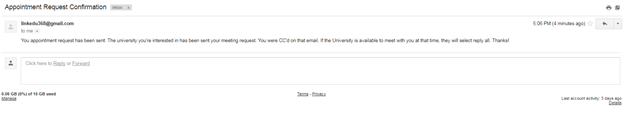 Appointment Request Confirmation Inbox x
linkedu368@gmail.com 5:06 PM (4 minutes ago)
to me
You appointment request has been sent. The university you're interested in has been sent your meeting request. You were CC'd on that email. If the University is available to meet with you at that time, they will select reply all. Thanks!
Click here to Reply or Forward
0.06 GB (0%) of 15 GB used Terms - Privacy Last account activity: 5 days ago
Manage Details